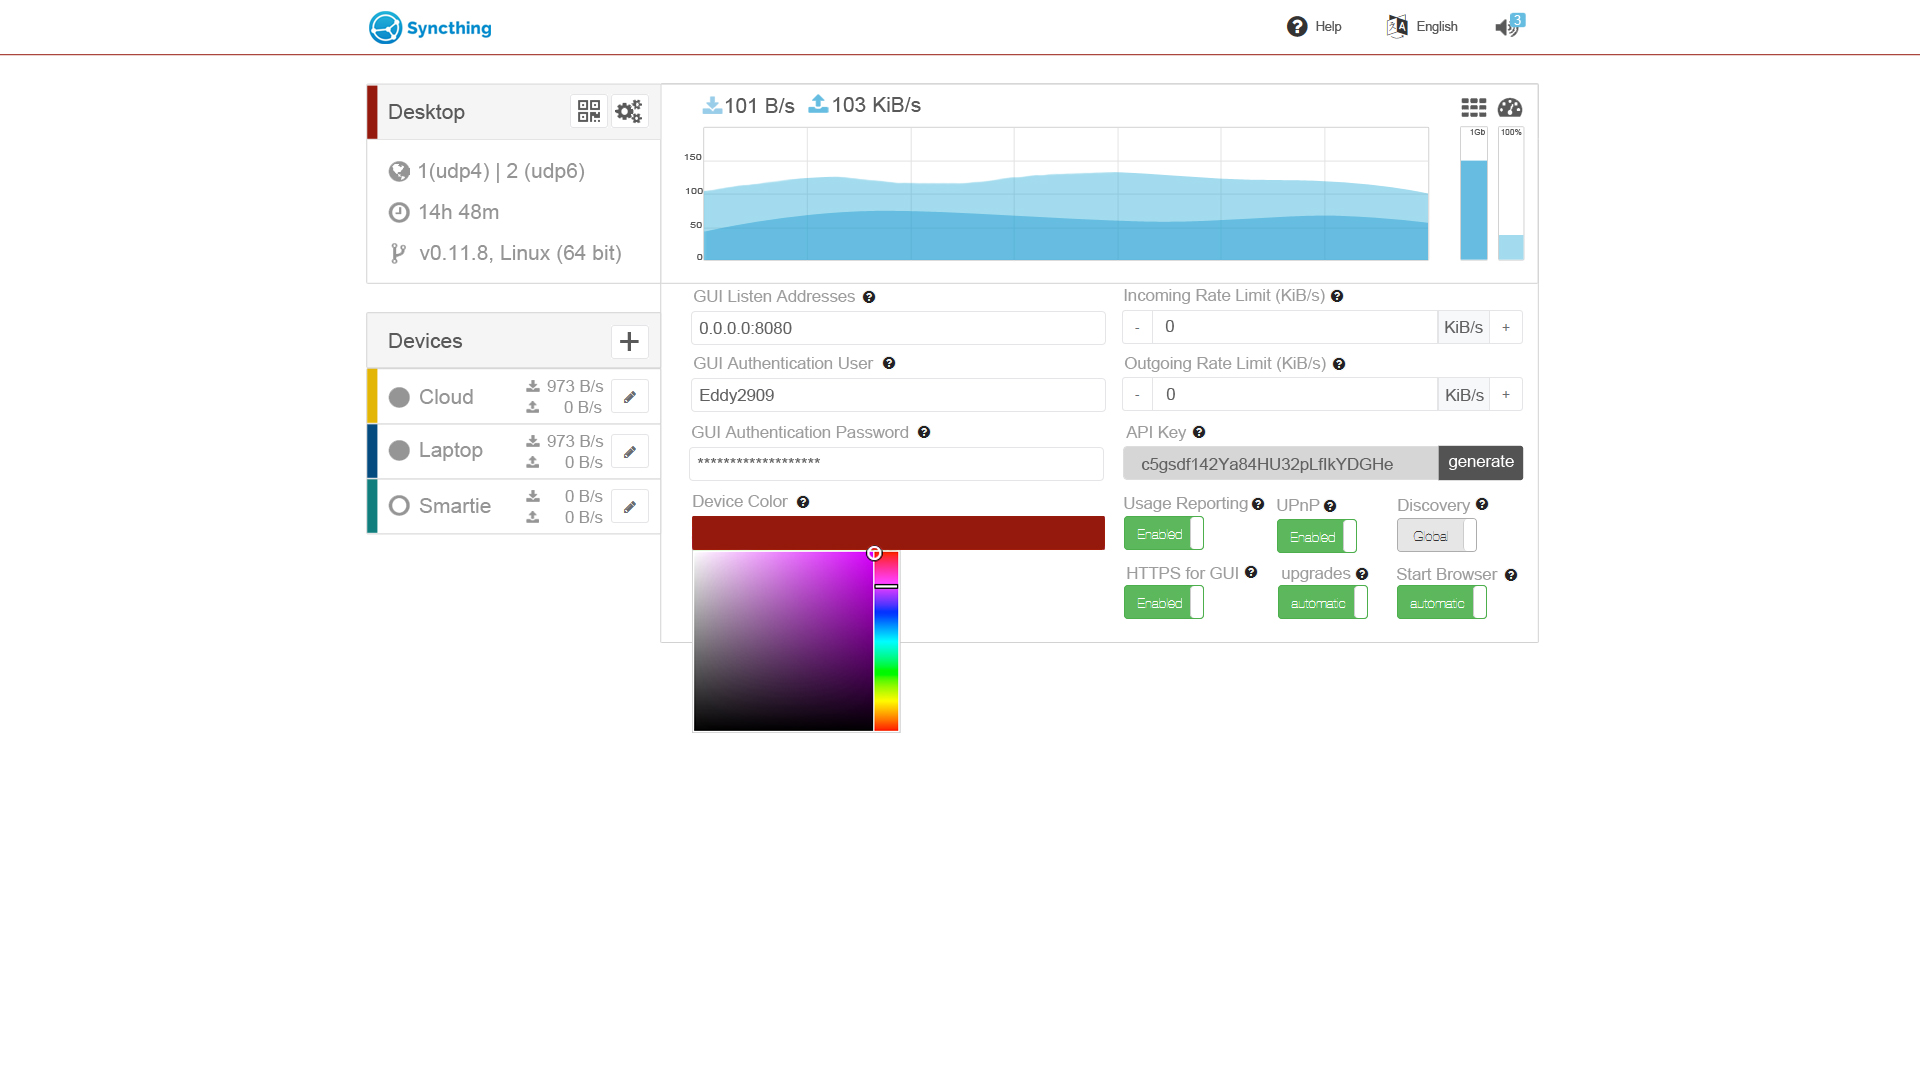 Syncthing
Help
English
3
Desktop
1(udp4) | 2 (udp6)
14h 48m
v0.11.8, Linux (64 bit)
101 B/s 103 KiB/s
150
100
50
0
1Gb
100%
Devices
Cloud
973 B/s
0 B/s
Laptop
973 B/s
0 B/s
Smartie
0 B/s
0 B/s
GUI Listen Addresses
0.0.0.0:8080
GUI Authentication User
Eddy2909
GUI Authentication Password
*******************
Device Color
Incoming Rate Limit (KiB/s)
- 0 KiB/s +
Outgoing Rate Limit (KiB/s)
- 0 KiB/s +
API Key
c5gsdf142Ya84HU32pLfIkYDGHe generate
Usage Reporting UPnP Discovery
Enabled Enabled Global
HTTPS for GUI upgrades Start Browser
Enabled automatic automatic